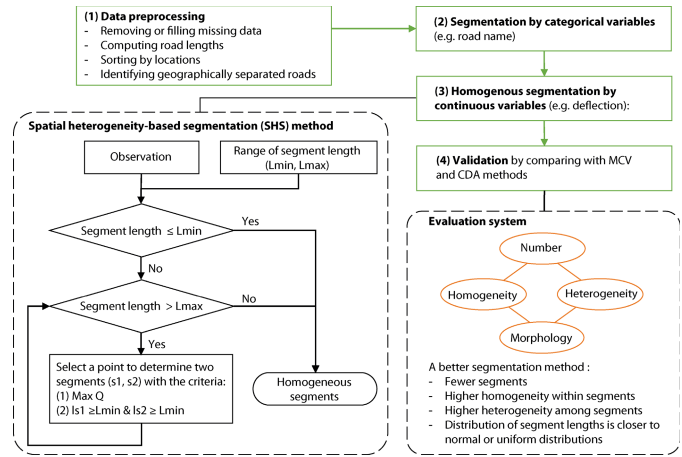 (1) Data preprocessing
- Removing or filling missing data
- Computing road lengths
- Sorting by locations
- Identifying geographically separated roads
(2) Segmentation by categorical variables
(e.g. road name)
(3) Homogenous segmentation by
continuous variables (e.g. deflection):
(4) Validation by comparing with MCV
and CDA methods
Spatial heterogeneity-based segmentation (SHS) method
Observation
Range of segment length
(Lmin, Lmax)
Segment length ≤ Lmin
Yes
No
Segment length > Lmax
No
Yes
Select a point to determine two
segments (s1, s2) with the criteria:
(1) Max Q
(2) ls1 ≥Lmin & ls2 ≥ Lmin
Homogeneous
segments
Evaluation system
Number
Homogeneity
Heterogeneity
Morphology
A better segmentation method :
- Fewer segments
- Higher homogeneity within segments
- Higher heterogeneity among segments
- Distribution of segment lengths is closer to
normal or uniform distributions